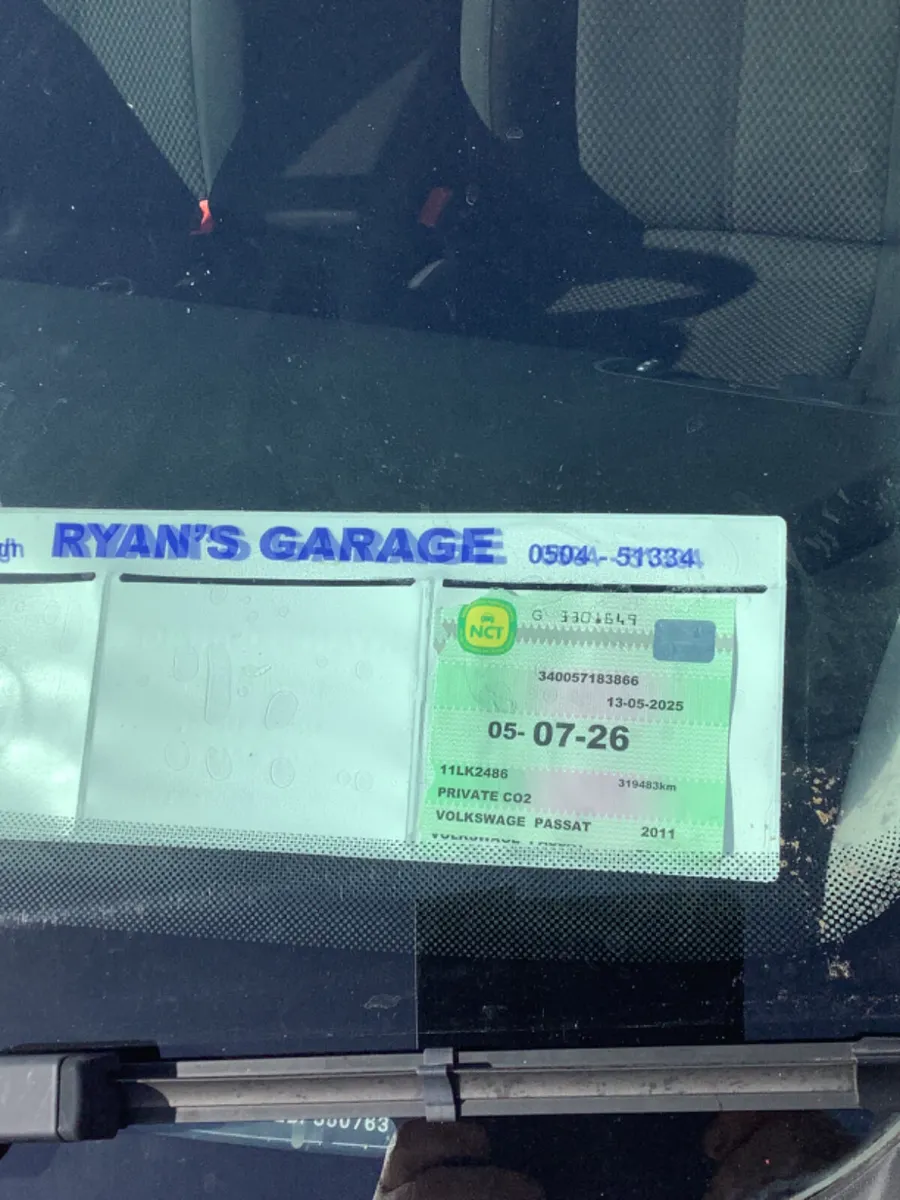 RYAN'S GARAGE 0504 - 51334
NCT
G 3301649
340057183866
13-05-2025
05- 07-26
11LK2486
319483km
PRIVATE CO2
VOLKSWAGE PASSAT 2011